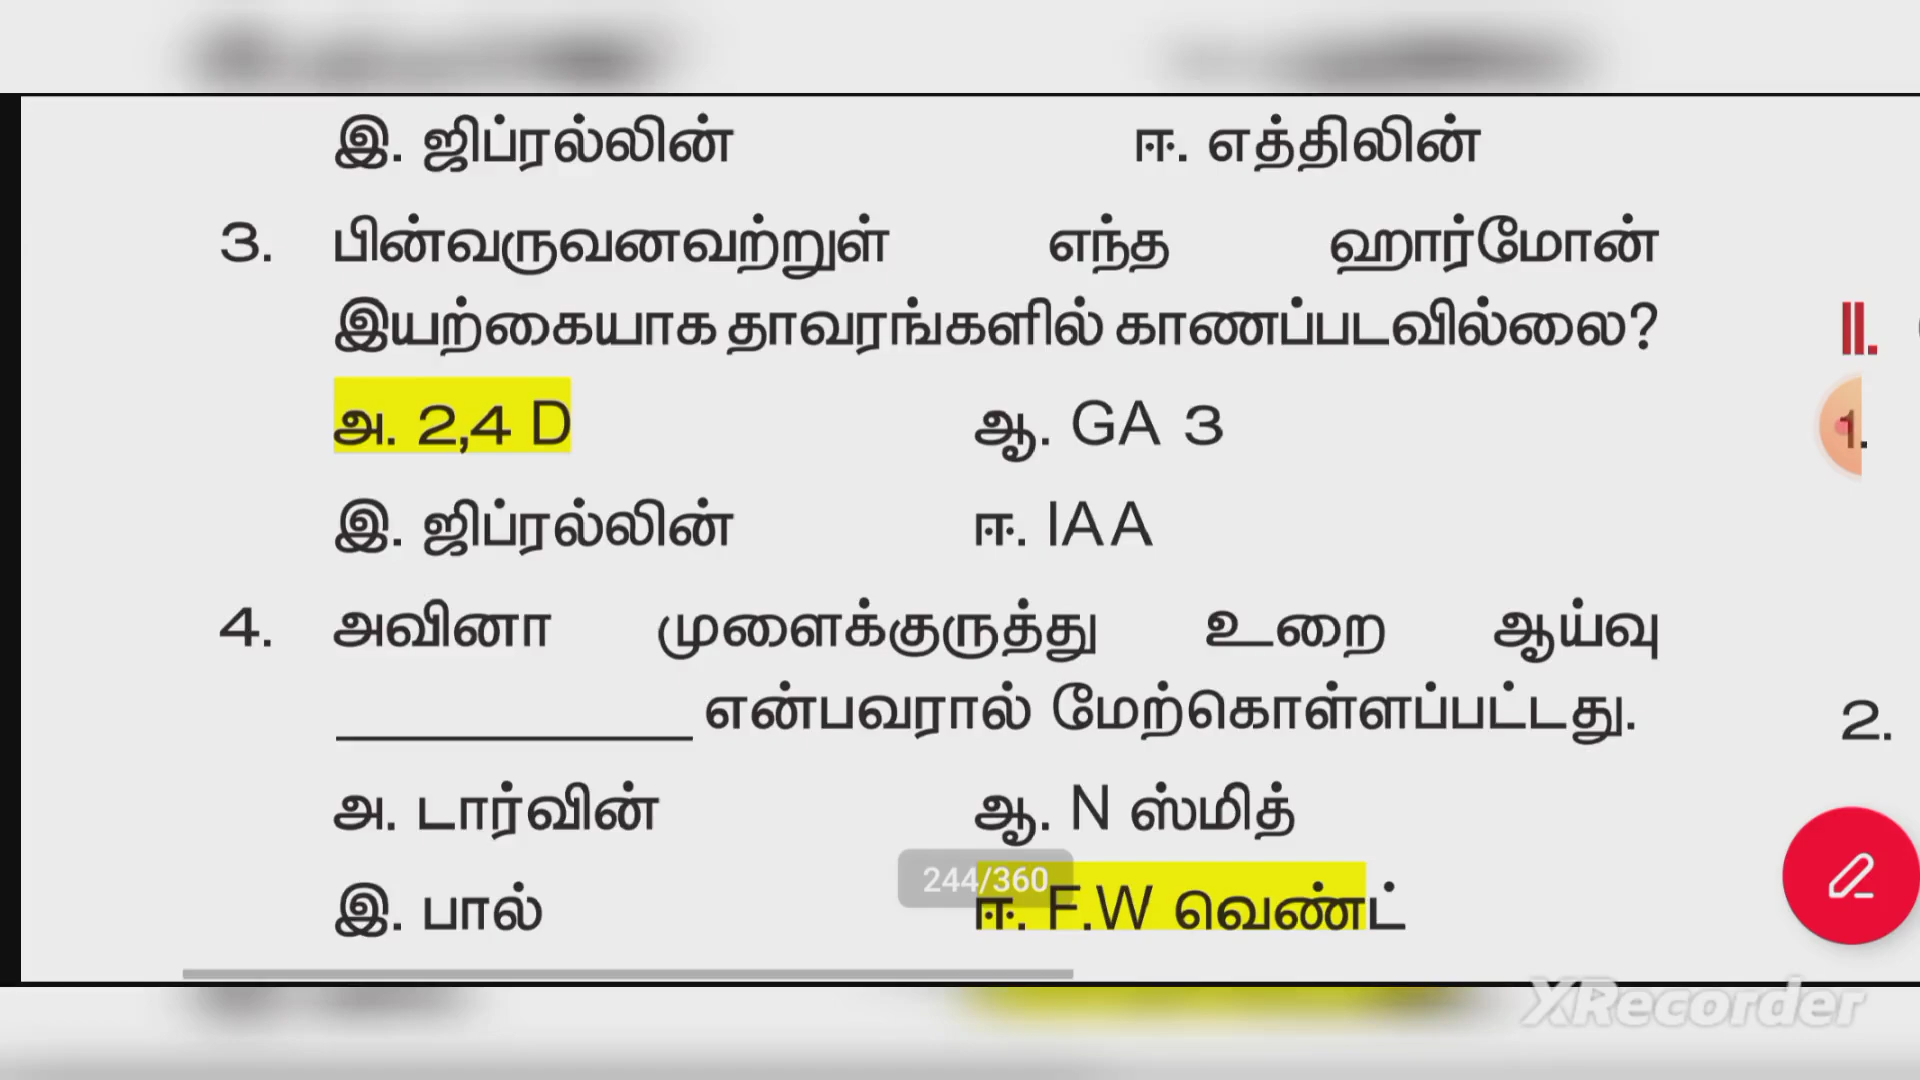 இ. ஜிப்ரல்லின் ஈ. எத்திலின்
3. பின்வருவனவற்றுள் எந்த ஹார்மோன்
இயற்கையாக தாவரங்களில் காணப்படவில்லை?
அ. 2,4 D ஆ. GA 3
இ. ஜிப்ரல்லின் ஈ. IAA
4. அவினா முளைக்குருத்து உறை ஆய்வு
____________ என்பவரால் மேற்கொள்ளப்பட்டது.
அ. டார்வின் ஆ. N ஸ்மித்
இ. பால் ஈ. F.W வெண்ட்
244/360
II.
1.
2.
XRecorder